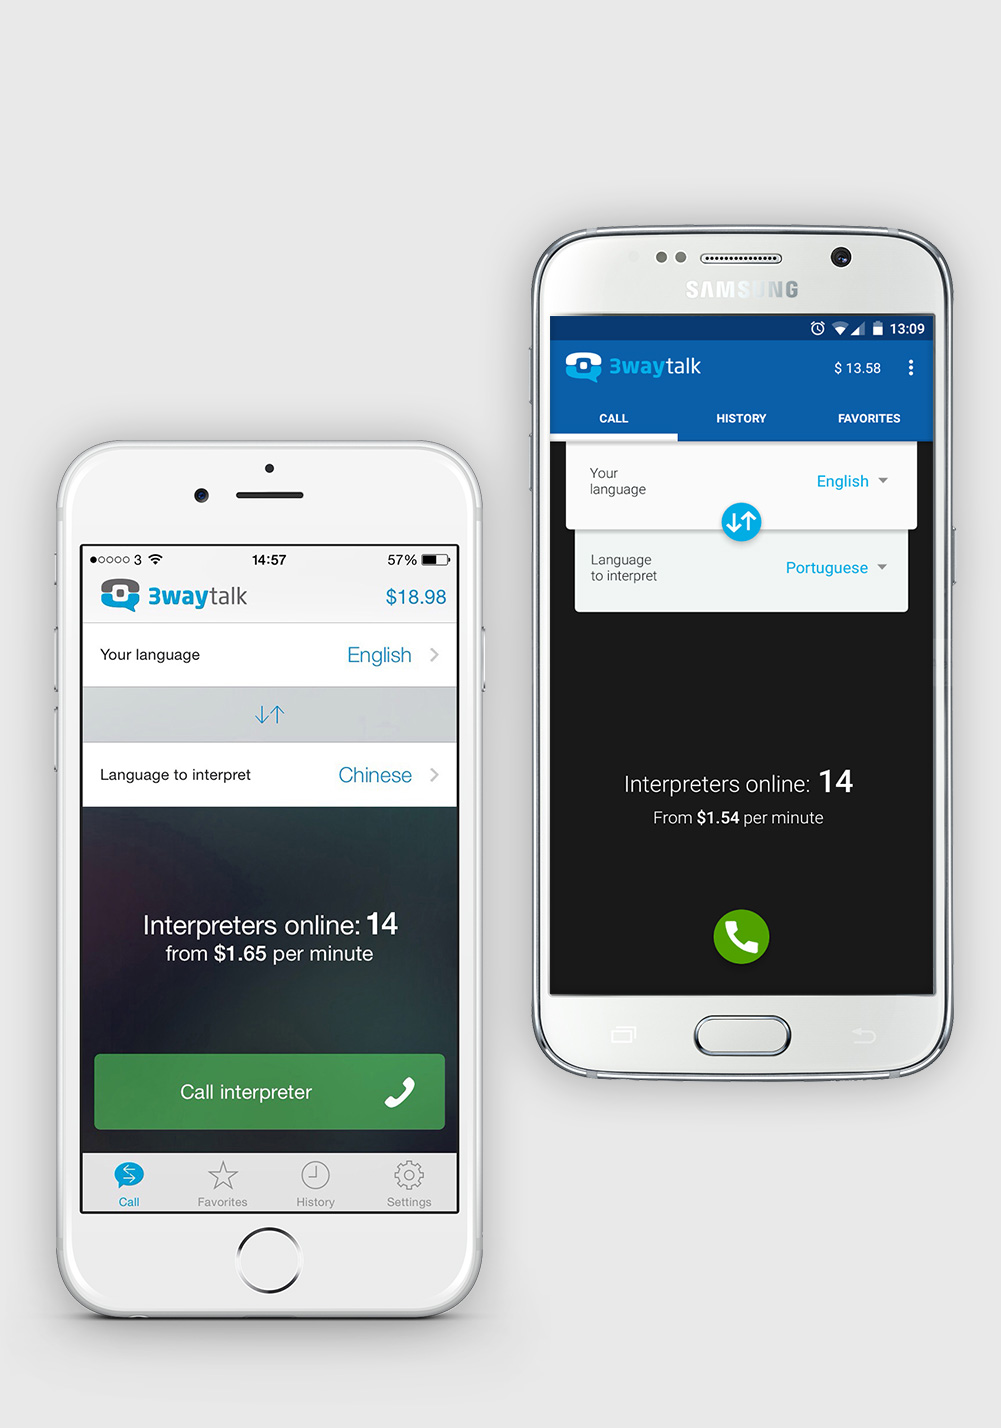 3 14:57 57%
3waytalk $18.98
Your language English
Language to interpret Chinese
Interpreters online: 14
from $1.65 per minute
Call interpreter
Call Favorites History Settings
SAMSUNG
13:09
3waytalk $ 13.58
CALL HISTORY FAVORITES
Your
language English
Language
to interpret Portuguese
Interpreters online: 14
From $1.54 per minute